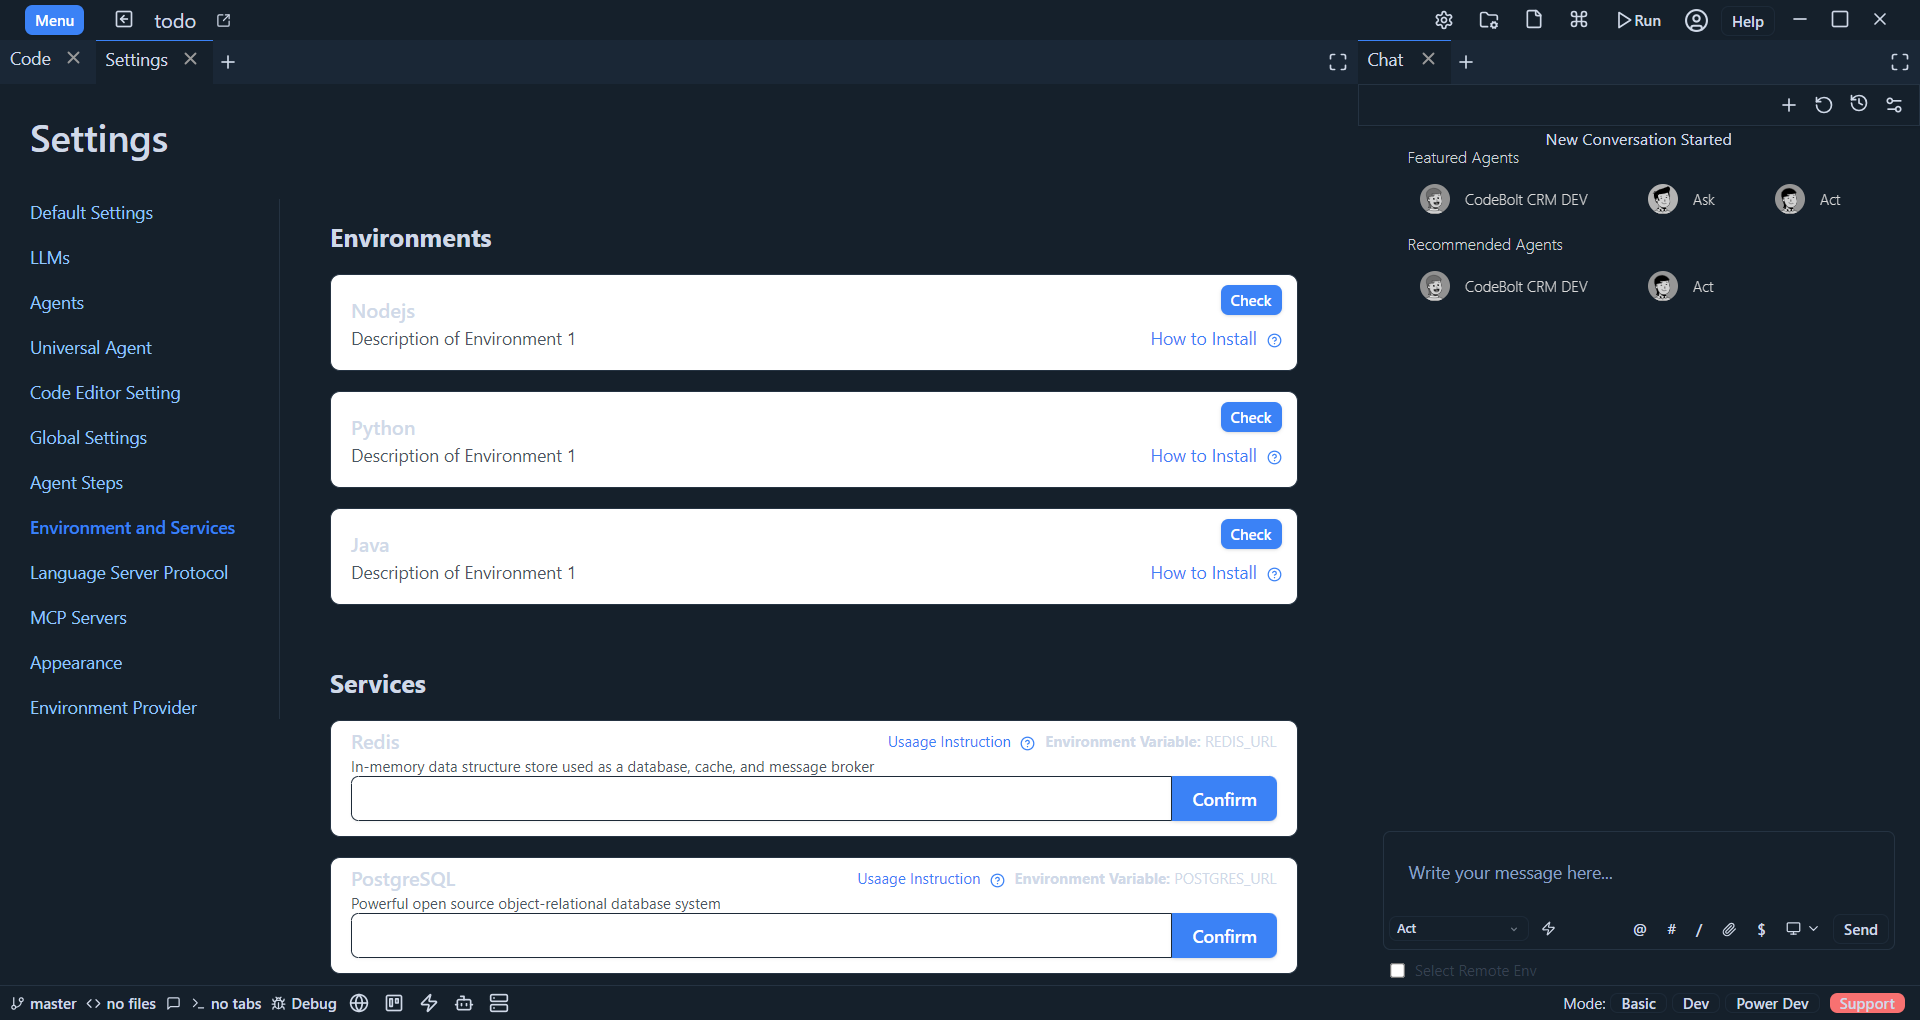 Menu
todo
Run
Help
Code
Settings
Chat
Settings
Default Settings
LLMs
Agents
Universal Agent
Code Editor Setting
Global Settings
Agent Steps
Environment and Services
Language Server Protocol
MCP Servers
Appearance
Environment Provider
Environments
Nodejs
Check
Description of Environment 1
How to Install
Python
Check
Description of Environment 1
How to Install
Java
Check
Description of Environment 1
How to Install
Services
Redis
Usaage Instruction
Environment Variable: REDIS_URL
In-memory data structure store used as a database, cache, and message broker
Confirm
PostgreSQL
Usaage Instruction
Environment Variable: POSTGRES_URL
Powerful open source object-relational database system
Confirm
New Conversation Started
Featured Agents
CodeBolt CRM DEV
Ask
Act
Recommended Agents
CodeBolt CRM DEV
Act
Write your message here...
Act
@ # / $
Send
Select Remote Env
master
no files
no tabs
Debug
Mode: Basic Dev Power Dev Support